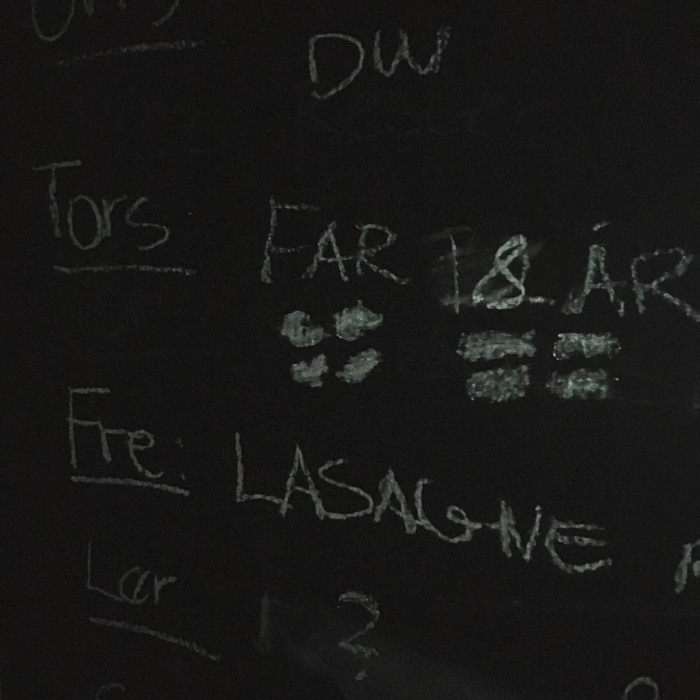 DW
Tors FAR 18 ÅR
Fre: LASAGNE
Lør ?